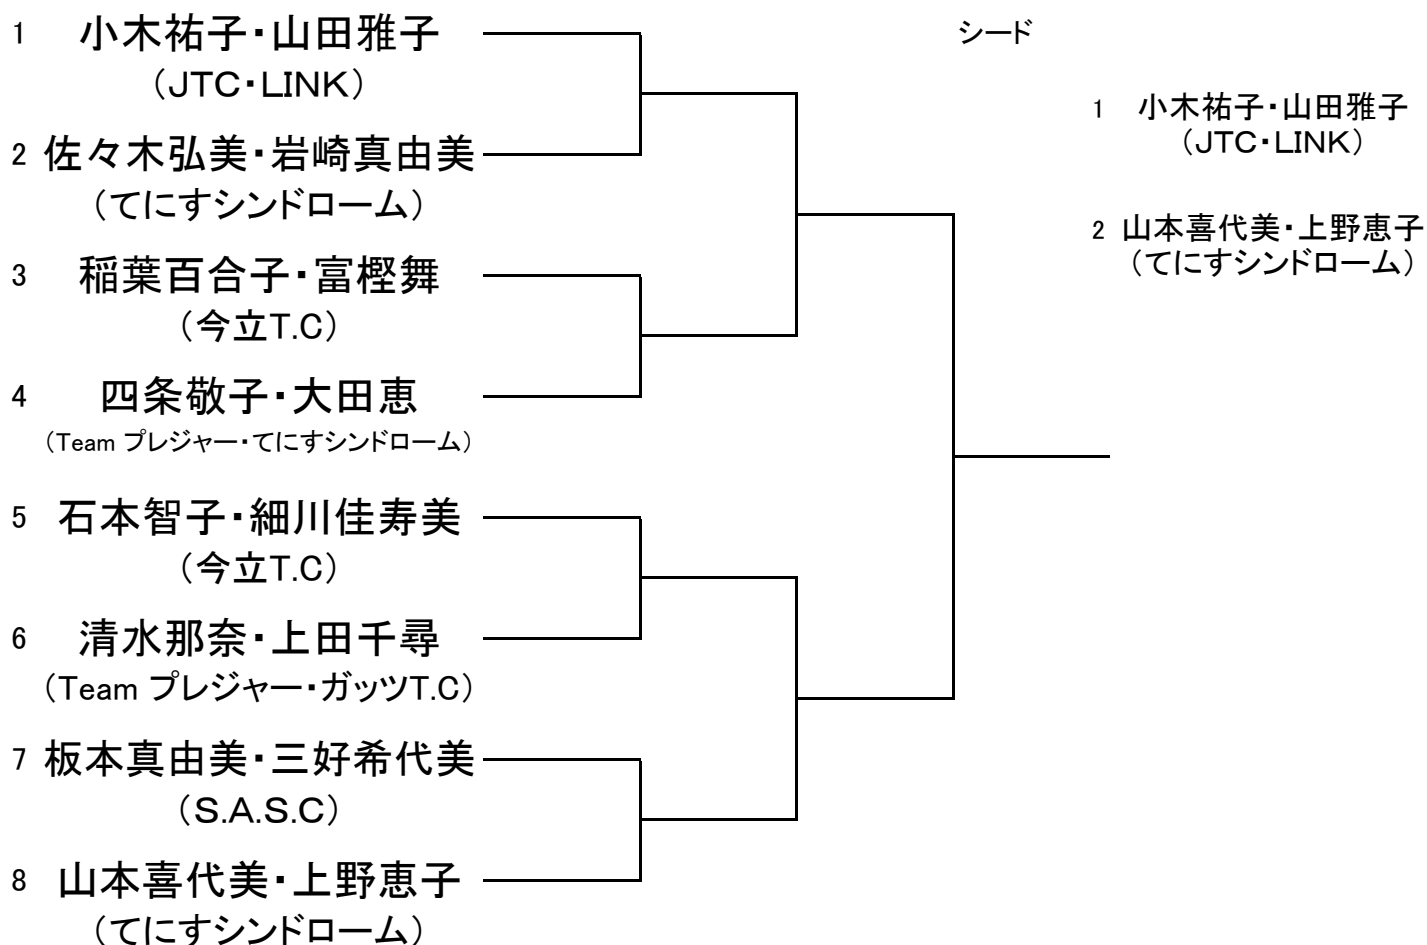 1 小木祐子・山田雅子
（JTC・LINK）
2 佐々木弘美・岩崎真由美
（てにすシンドローム）
3 稲葉百合子・富樫舞
（今立T.C）
4 四条敬子・大田恵
（Team プレジャー・てにすシンドローム）
5 石本智子・細川佳寿美
（今立T.C）
6 清水那奈・上田千尋
（Team プレジャー・ガッツT.C）
7 板本真由美・三好希代美
（S.A.S.C）
8 山本喜代美・上野恵子
（てにすシンドローム）
シード
1 小木祐子・山田雅子
（JTC・LINK）
2 山本喜代美・上野恵子
（てにすシンドローム）